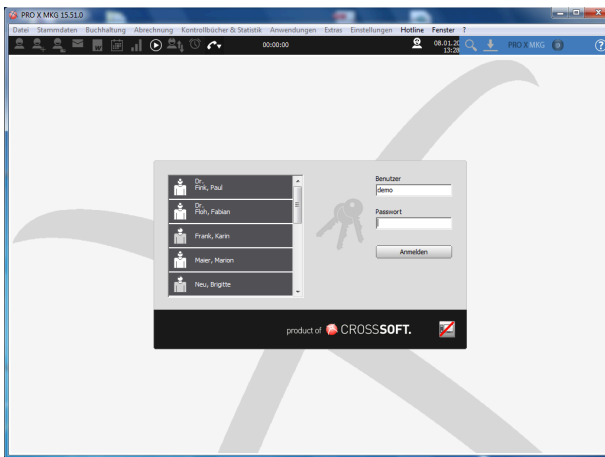 PRO X MKG 15.51.0
Datei Stammdaten Buchhaltung Abrechnung Kontrollbücher & Statistik Anwendungen Extras Einstellungen Hotline Fenster ?
00:00:00
08.01.20
13:28
PRO X MKG
?
Dr.
Fink, Paul
Dr.
Floh, Fabian
Frank, Karin
Maier, Marion
Neu, Brigitte
Benutzer
demo
Passwort
Anmelden
product of CROSSSOFT.